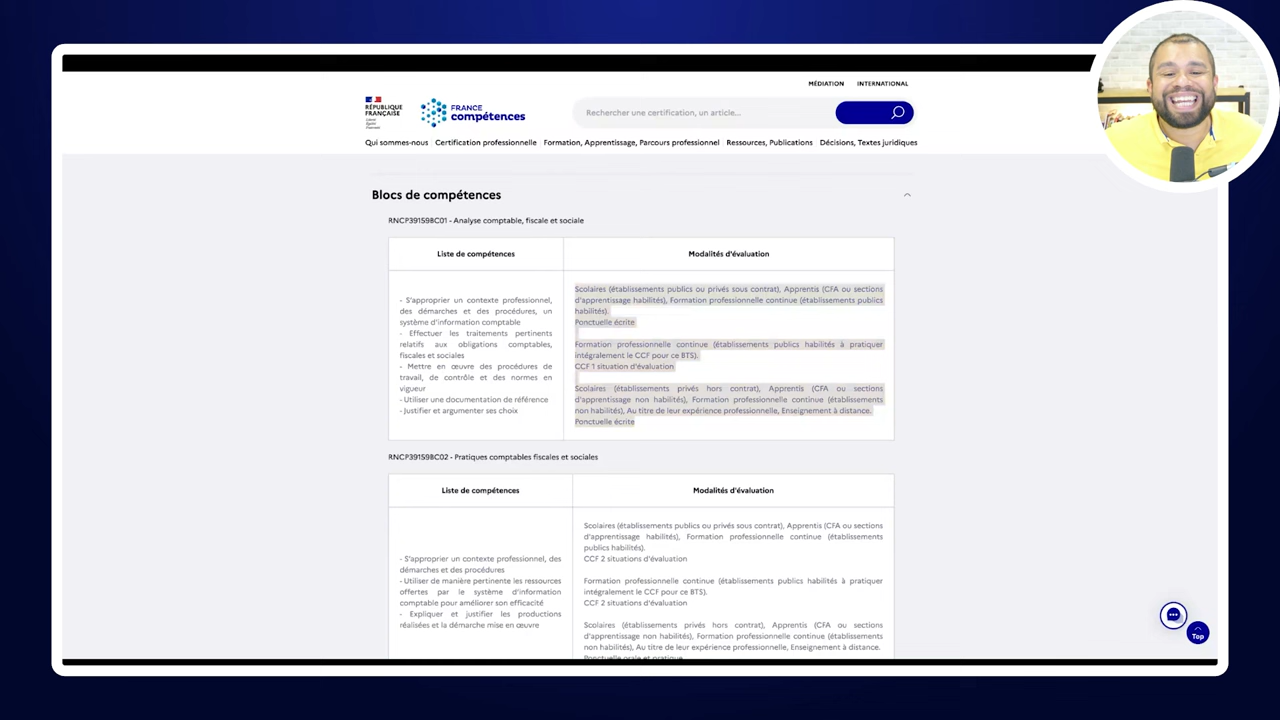 MÉDIATION
INTERNATIONAL
RÉPUBLIQUE
FRANÇAISE
Liberté
Égalité
Fraternité
FRANCE
compétences
Rechercher une certification, un article...
Qui sommes-nous
Certification professionnelle
Formation, Apprentissage, Parcours professionnel
Ressources, Publications
Décisions, Textes juridiques
Blocs de compétences
RNCP39159BC01 - Analyse comptable, fiscale et sociale
Liste de compétences
Modalités d'évaluation
- S'approprier un contexte professionnel,
des démarches et des procédures, un
système d'information comptable
- Effectuer les traitements pertinents
relatifs aux obligations comptables,
fiscales et sociales
- Mettre en œuvre des procédures de
travail, de contrôle et des normes en
vigueur
- Utiliser une documentation de référence
- Justifier et argumenter ses choix
Scolaires (établissements publics ou privés sous contrat), Apprentis (CFA ou sections
d'apprentissage habilités), Formation professionnelle continue (établissements publics
habilités).
Ponctuelle écrite
Formation professionnelle continue (établissements publics habilités à pratiquer
intégralement le CCF pour ce BTS).
CCF 1 situation d'évaluation
Scolaires (établissements privés hors contrat), Apprentis (CFA ou sections
d'apprentissage non habilités), Formation professionnelle continue (établissements
non habilités), Au titre de leur expérience professionnelle, Enseignement à distance.
Ponctuelle écrite
RNCP39159BC02 - Pratiques comptables fiscales et sociales
Liste de compétences
Modalités d'évaluation
- S'approprier un contexte professionnel, des
démarches et des procédures
- Utiliser de manière pertinente les ressources
offertes par le système d'information
comptable pour améliorer son efficacité
- Expliquer et justifier les productions
réalisées et la démarche mise en œuvre
Scolaires (établissements publics ou privés sous contrat), Apprentis (CFA ou sections
d'apprentissage habilités), Formation professionnelle continue (établissements
publics habilités).
CCF 2 situations d'évaluation
Formation professionnelle continue (établissements publics habilités à pratiquer
intégralement le CCF pour ce BTS).
CCF 2 situations d'évaluation
Scolaires (établissements privés hors contrat), Apprentis (CFA ou sections
d'apprentissage non habilités), Formation professionnelle continue (établissements
non habilités), Au titre de leur expérience professionnelle, Enseignement à distance.
Ponctuelle orale et pratique
Top